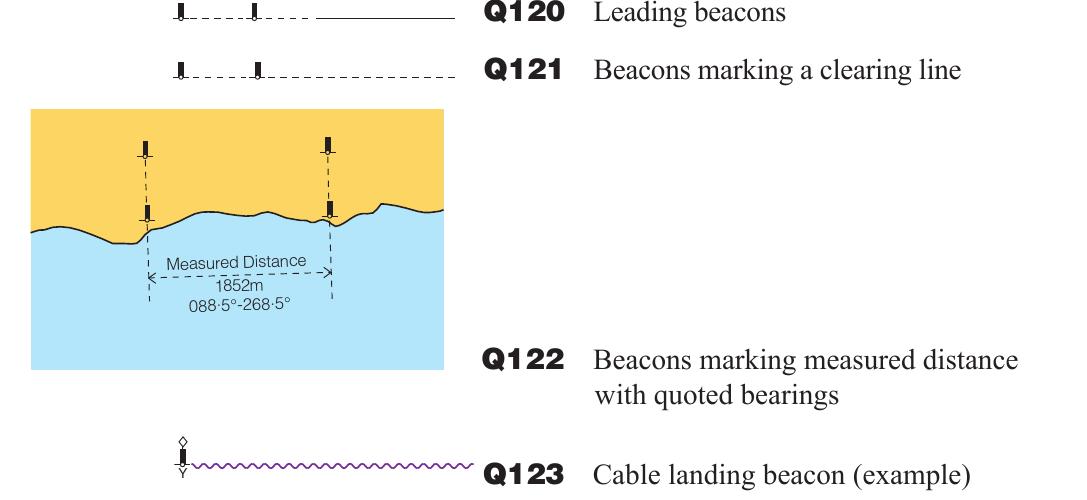 Q120 Leading beacons
Q121 Beacons marking a clearing line
Measured Distance
1852m
088·5°-268·5°
Q122 Beacons marking measured distance
with quoted bearings
Y
Q123 Cable landing beacon (example)